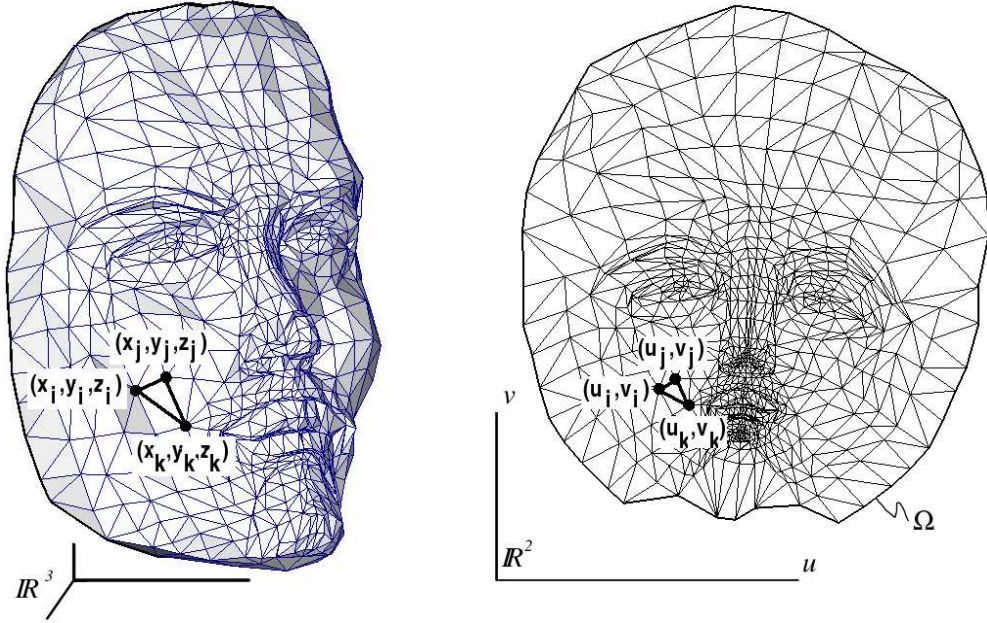 (x_j,y_j,z_j)
(x_i,y_i,z_i)
(x_k,y_k,z_k)
IR^3
(u_j,v_j)
(u_i,v_i)
(u_k,v_k)
v
IR^2
u
Ω